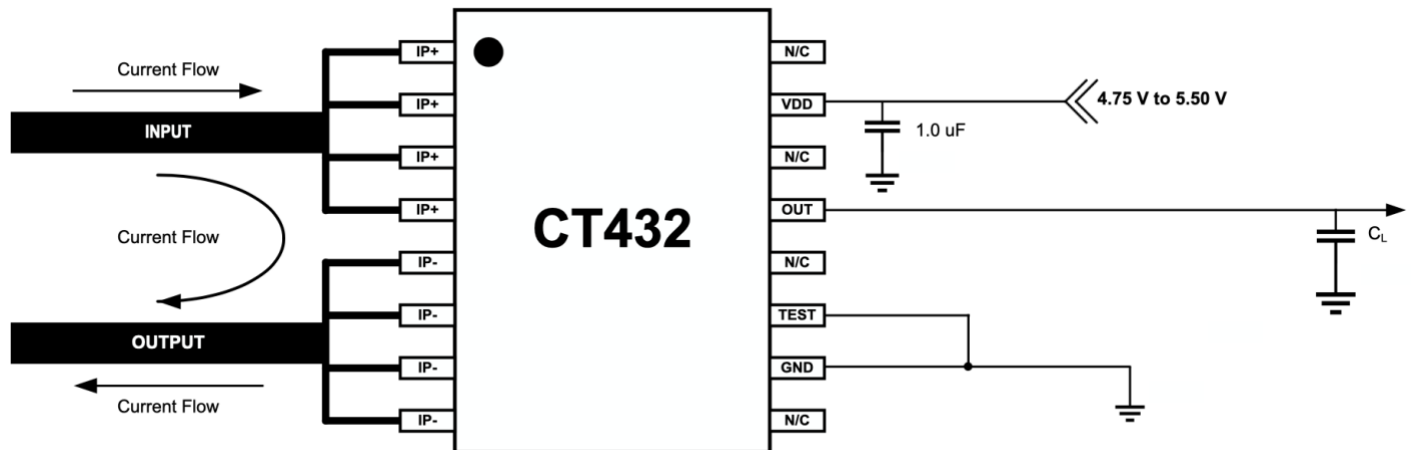 Current Flow
INPUT
Current Flow
OUTPUT
Current Flow
IP+
IP+
IP+
IP+
IP-
IP-
IP-
IP-
CT432
N/C
VDD
N/C
OUT
N/C
TEST
GND
N/C
4.75 V to 5.50 V
1.0 uF
CL